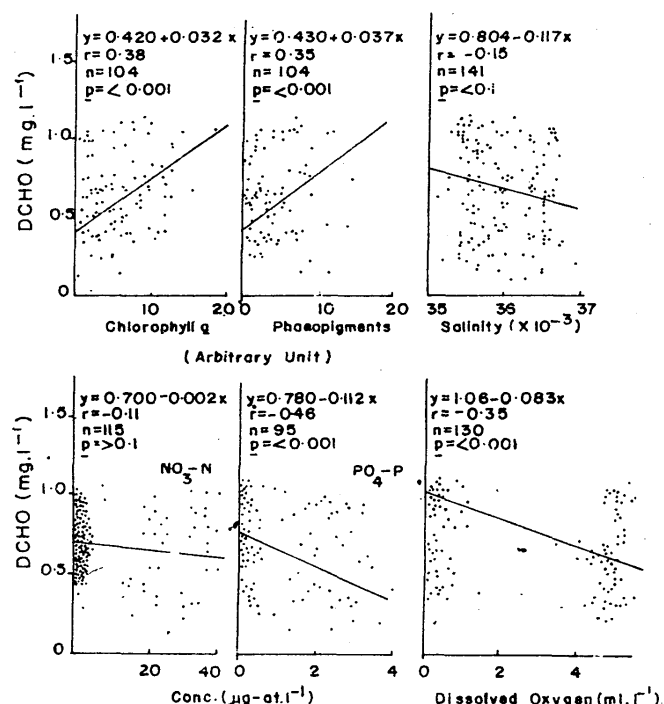 y=0.420+0.032 x
r=0.38
n=104
p=<0.001
y=0.430+0.037x
r=0.35
n=104
p=<0.001
y=0.804-0.117x
r=-0.15
n=141
p=<0.1
DCHO (mg.l⁻¹)
1.5
1.0
0.5
0
0
10
20
Chlorophyll a
0
10
20
Phaeopigments
35
36
37
Salinity (X 10⁻³)
(Arbitrary Unit)
y=0.700-0.002x
r=-0.11
n=115
p=>0.1
NO₃-N
y=0.780-0.112x
r=-0.46
n=95
p=<0.001
PO₄-P
y=1.06-0.083x
r=-0.35
n=130
p=<0.001
DCHO (mg.l⁻¹)
1.5
1.0
0.5
0
20
40
0
2
4
Conc. (µg-at.l⁻¹)
0
2
4
Dissolved Oxygen (ml.l⁻¹)